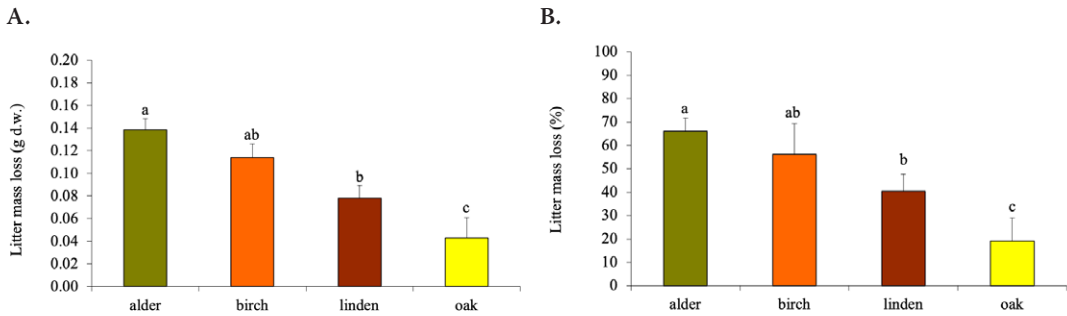 A.
Litter mass loss (g d.w.)
0.20
0.18
0.16
0.14
0.12
0.10
0.08
0.06
0.04
0.02
0.00
a
ab
b
c
alder birch linden oak
B.
Litter mass loss (%)
100
90
80
70
60
50
40
30
20
10
0
a
ab
b
c
alder birch linden oak